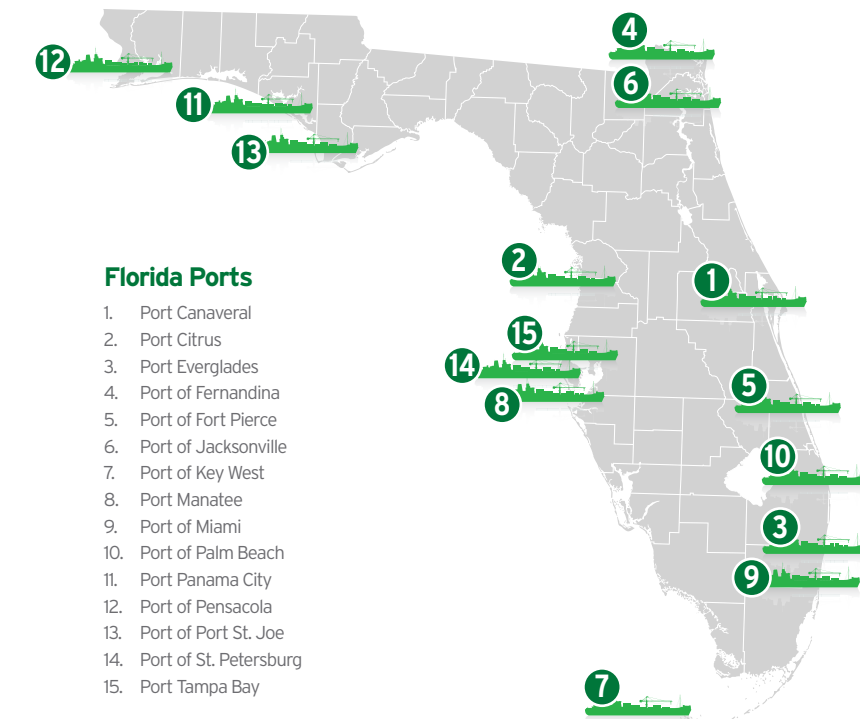 4
12
6
11
13
2
1
15
14
5
8
10
3
9
7
Florida Ports
1. Port Canaveral
2. Port Citrus
3. Port Everglades
4. Port of Fernandina
5. Port of Fort Pierce
6. Port of Jacksonville
7. Port of Key West
8. Port Manatee
9. Port of Miami
10. Port of Palm Beach
11. Port Panama City
12. Port of Pensacola
13. Port of Port St. Joe
14. Port of St. Petersburg
15. Port Tampa Bay